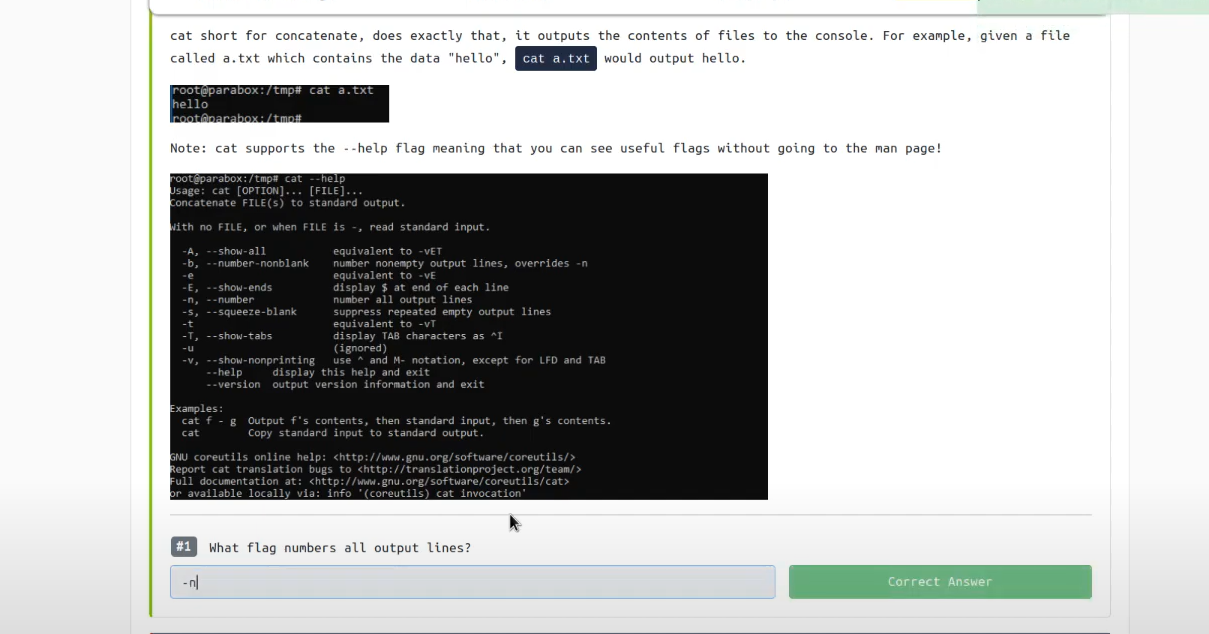 cat short for concatenate, does exactly that, it outputs the contents of files to the console. For example, given a file
called a.txt which contains the data "hello", cat a.txt would output hello.
root@parabox:/tmp# cat a.txt
hello
root@parabox:/tmp#
Note: cat supports the --help flag meaning that you can see useful flags without going to the man page!
root@parabox:/tmp# cat --help
Usage: cat [OPTION]... [FILE]...
Concatenate FILE(s) to standard output.
With no FILE, or when FILE is -, read standard input.
-A, --show-all equivalent to -vET
-b, --number-nonblank number nonempty output lines, overrides -n
-e equivalent to -vE
-E, --show-ends display $ at end of each line
-n, --number number all output lines
-s, --squeeze-blank suppress repeated empty output lines
-t equivalent to -vT
-T, --show-tabs display TAB characters as ^I
-u (ignored)
-v, --show-nonprinting use ^ and M- notation, except for LFD and TAB
--help display this help and exit
--version output version information and exit
Examples:
cat f - g Output f's contents, then standard input, then g's contents.
cat Copy standard input to standard output.
GNU coreutils online help: <http://www.gnu.org/software/coreutils/>
Report cat translation bugs to <http://translationproject.org/team/>
Full documentation at: <http://www.gnu.org/software/coreutils/cat>
or available locally via: info '(coreutils) cat invocation'
#1 What flag numbers all output lines?
-n Correct Answer